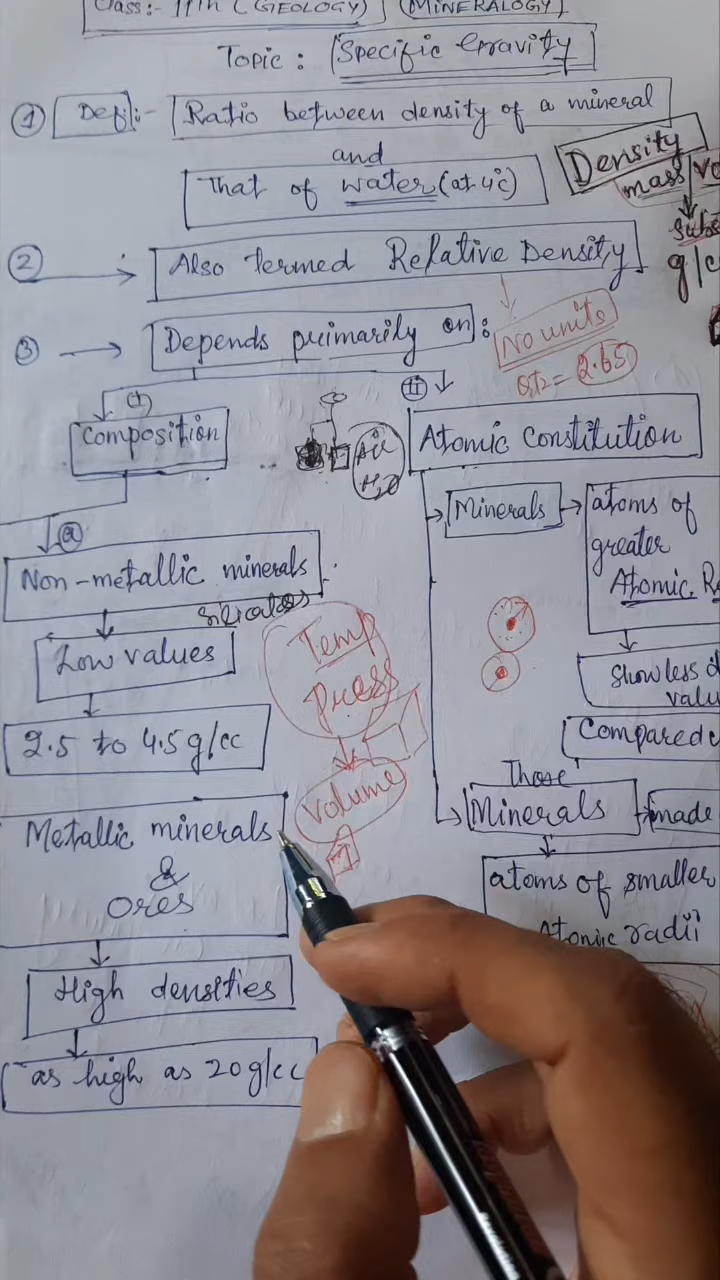 Class:- 11th (GEOLOGY) (MINERALOGY)
Topic: Specific Gravity
① Def:- Ratio between density of a mineral
and
That of water (at 4°C)
Density
mass
g/c
② Also termed Relative Density
③ Depends primarily on:
No units
Qtz = 2.65
(i)
Composition
(ii)
Atomic Constitution
Air
H2O
(a)
Non-metallic minerals
silicates
Low values
2.5 to 4.5 g/cc
Metallic minerals
&
Ores
High densities
as high as 20 g/cc
Temp
press
Volume
Minerals
atoms of
greater
Atomic
Show less
Compared
Those
Minerals
made
atoms of smaller
Atomic radii